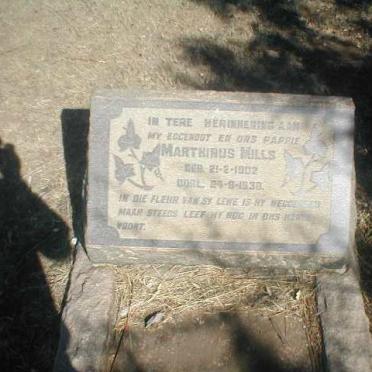 IN TERE HERINNERING AAN
MY EGGENOOT EN ONS PAPPIE
MARTHINUS MILLS
GEB. 21-2-1902
OORL. 24-8-1938.
IN DIE FLEUR VAN SY LEWE IS HY WEGGENEEM
MAAR STEEDS LEEF HY NOG IN ONS HARTE
VOORT.